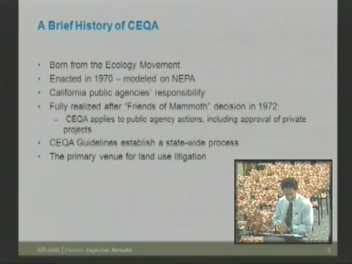 A Brief History of CEQA
• Born from the Ecology Movement
• Enacted in 1970 – modeled on NEPA
• California public agencies' responsibility
• Fully realized after "Friends of Mammoth" decision in 1972:
– CEQA applies to public agency actions, including approval of private
projects
• CEQA Guidelines establish a state-wide process
• The primary venue for land use litigation